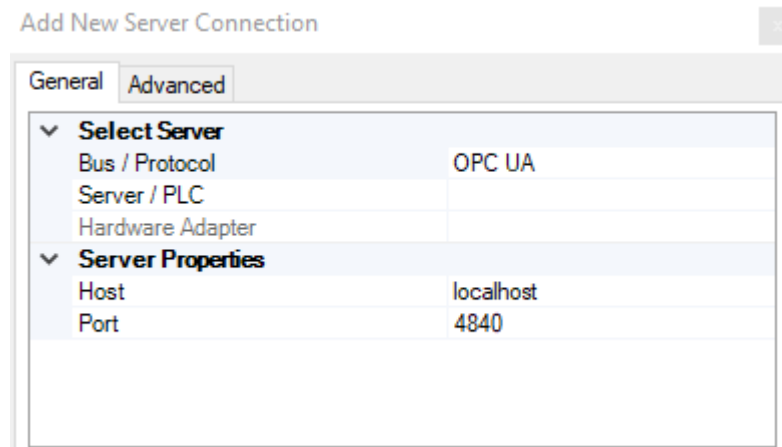 Add New Server Connection
General Advanced
Select Server
Bus / Protocol OPC UA
Server / PLC
Hardware Adapter
Server Properties
Host localhost
Port 4840